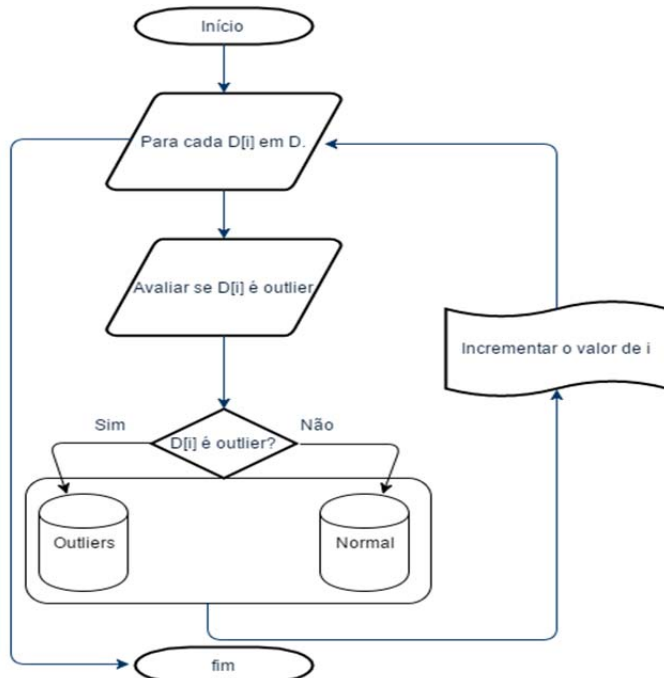 Início
Para cada D[i] em D.
Avaliar se D[i] é outlier
Incrementar o valor de i
Sim
D[i] é outlier?
Não
Outliers
Normal
fim